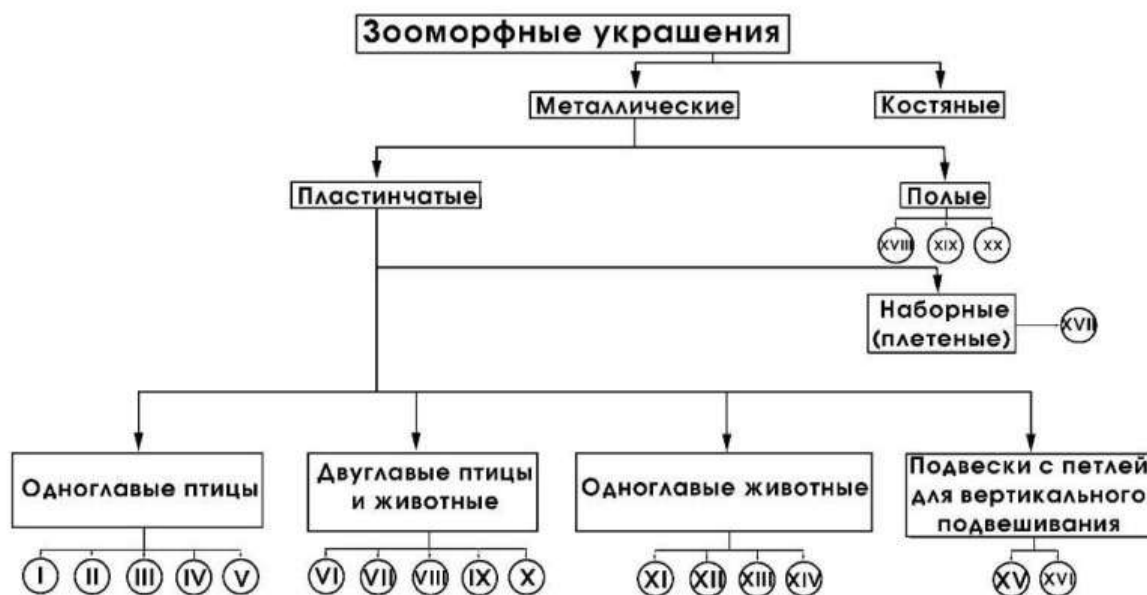 Зооморфные украшения
Металлические
Костяные
Пластинчатые
Полые
XVIII
XIX
XX
Наборные
(плетеные)
XVII
Одноглавые птицы
Двуглавые птицы
и животные
Одноглавые животные
Подвески с петлей
для вертикального
подвешивания
I
II
III
IV
V
VI
VII
VIII
IX
X
XI
XII
XIII
XIV
XV
XVI